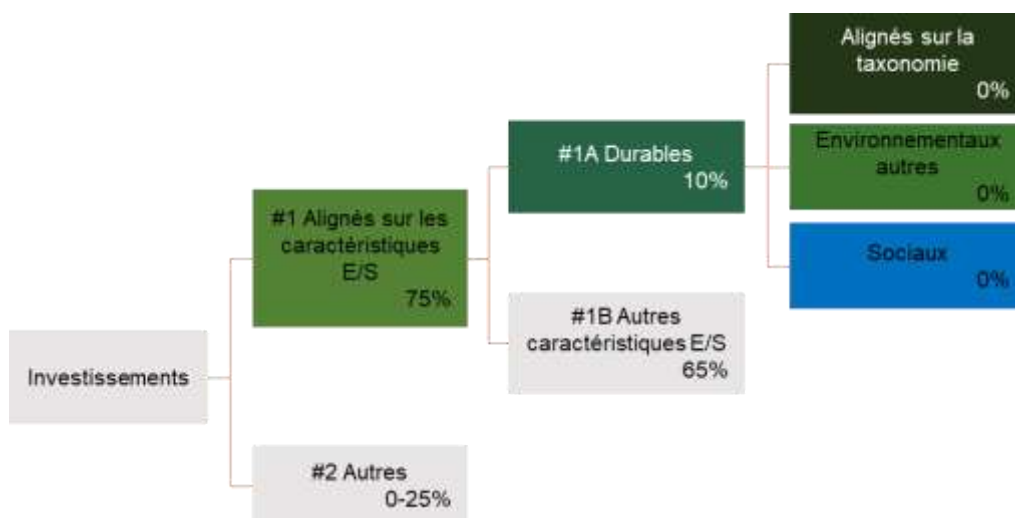 Investissements
#1 Alignés sur les
caractéristiques
E/S
75%
#2 Autres
0-25%
#1A Durables
10%
#1B Autres
caractéristiques E/S
65%
Alignés sur la
taxonomie
0%
Environnementaux
autres
0%
Sociaux
0%